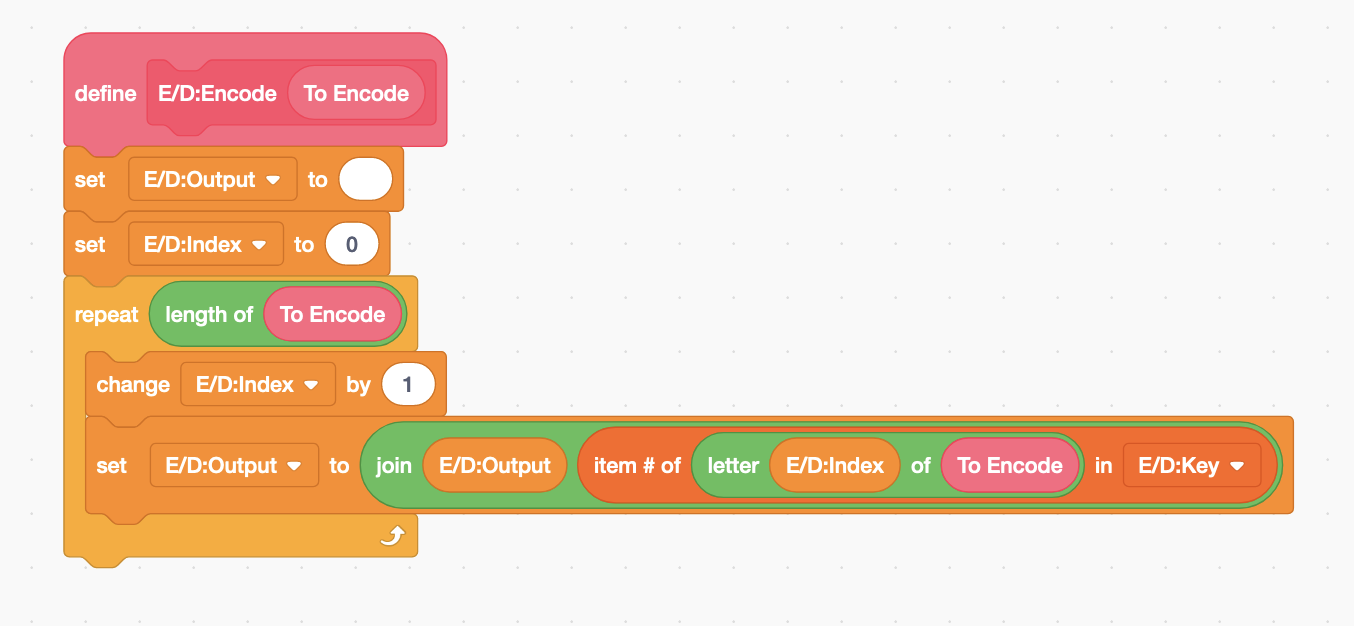 define E/D:Encode To Encode
set E/D:Output to
set E/D:Index to 0
repeat length of To Encode
change E/D:Index by 1
set E/D:Output to join E/D:Output item # of letter E/D:Index of To Encode in E/D:Key